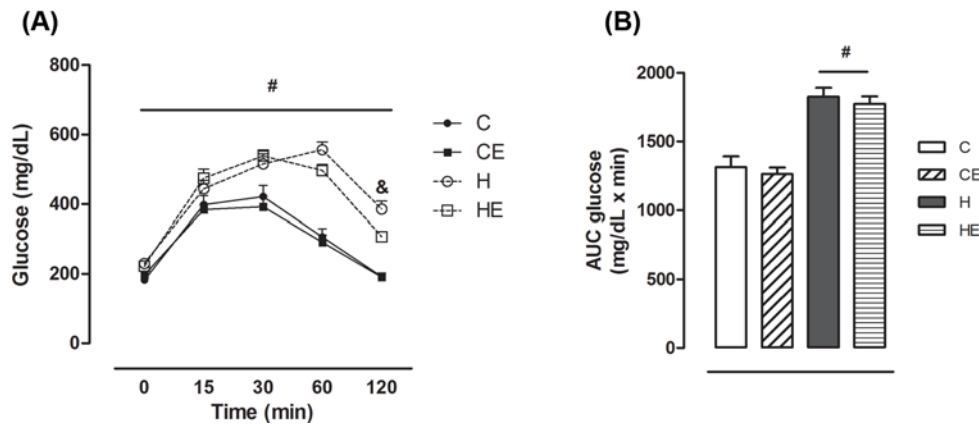 (A)
Glucose (mg/dL)
800
600
400
200
0
#
&
0 15 30 60 120
Time (min)
C
CE
H
HE
(B)
AUC glucose
(mg/dL x min)
2000
1500
1000
500
0
#
C
CE
H
HE